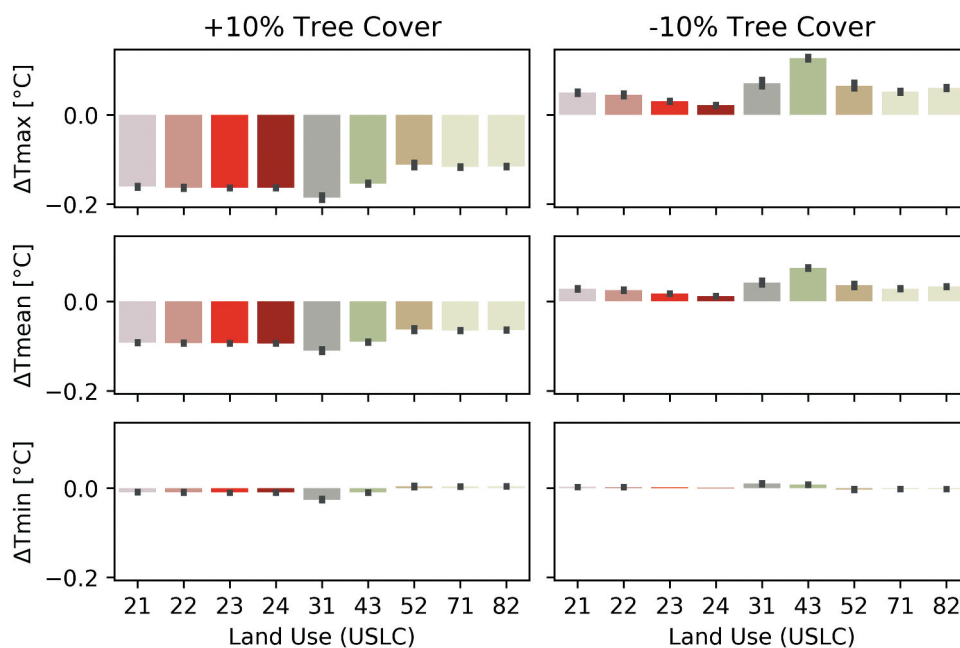 +10% Tree Cover
-10% Tree Cover
ΔTmax [°C]
0.0
−0.2
ΔTmean [°C]
0.0
−0.2
ΔTmin [°C]
0.0
−0.2
21 22 23 24 31 43 52 71 82
21 22 23 24 31 43 52 71 82
Land Use (USLC)
Land Use (USLC)